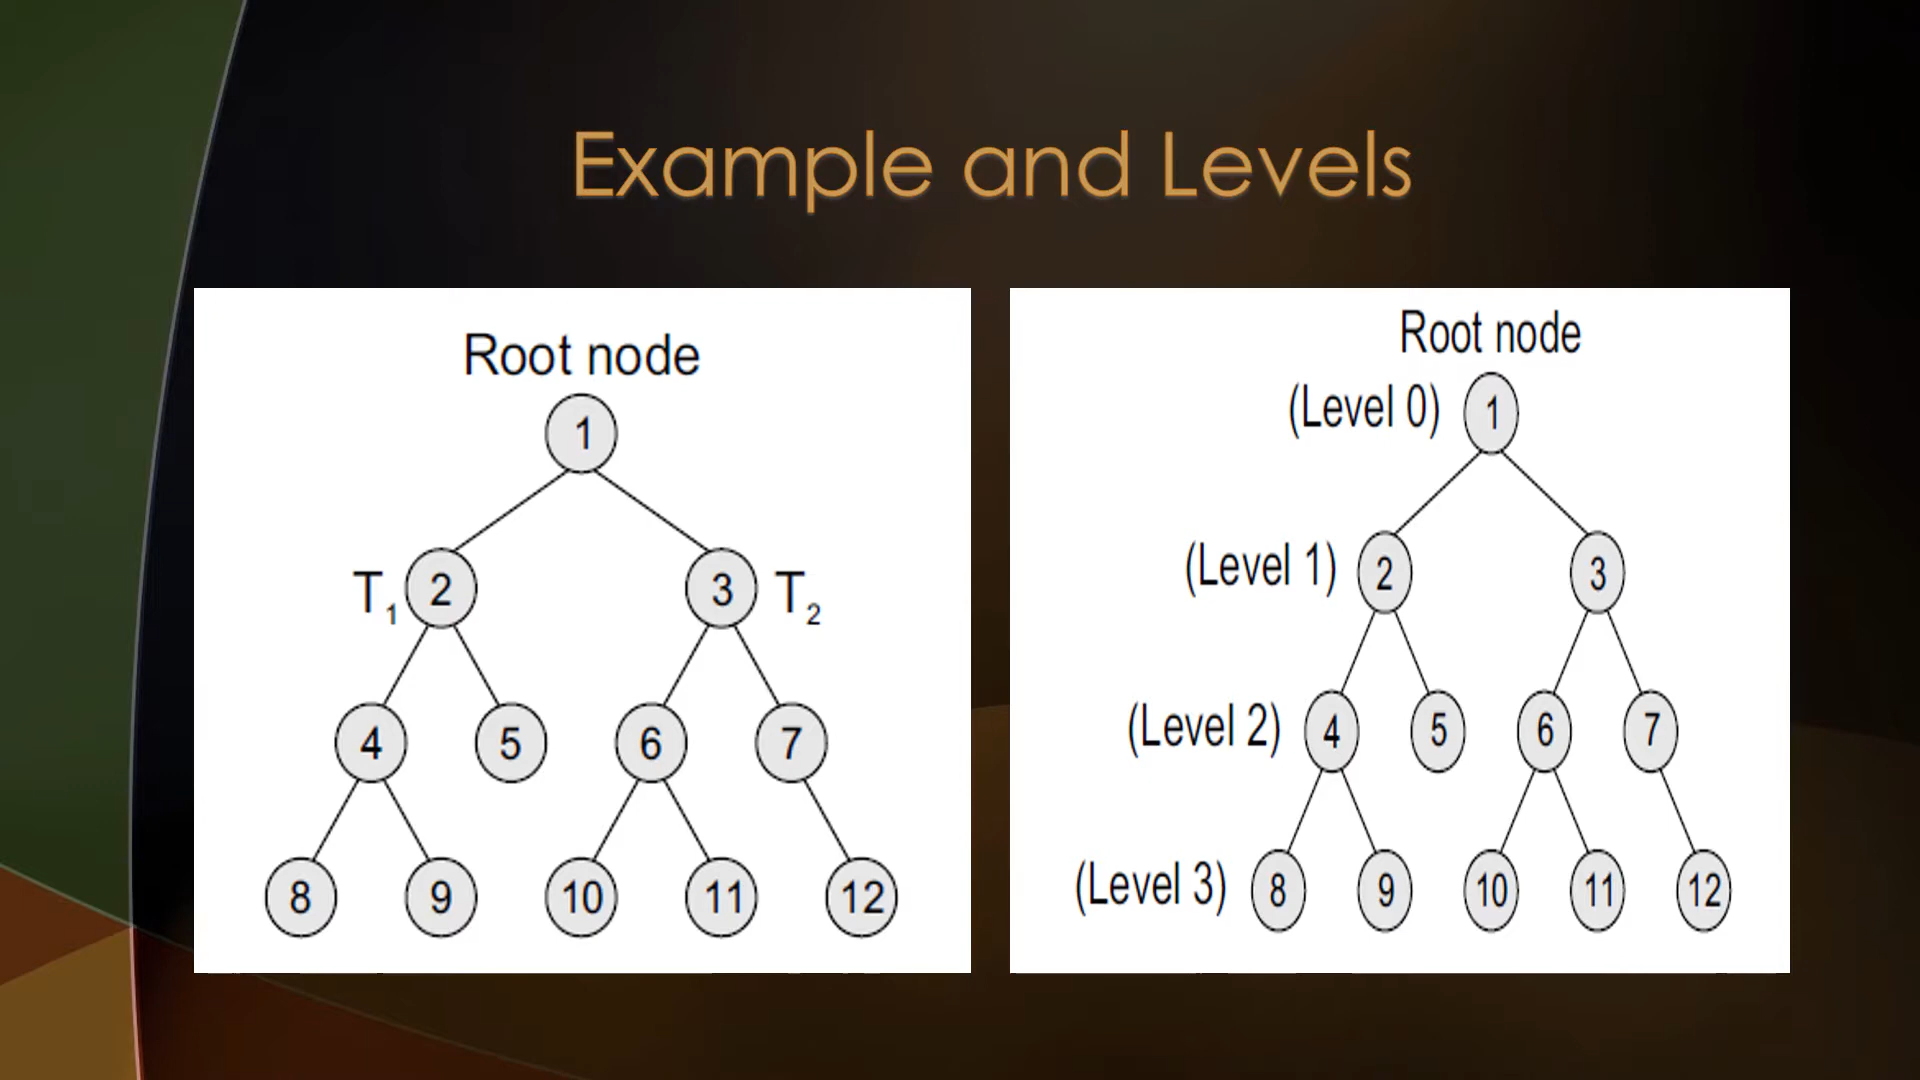 Example and Levels
Root node
1
T1 2 3 T2
4 5 6 7
8 9 10 11 12
Root node
(Level 0) 1
(Level 1) 2 3
(Level 2) 4 5 6 7
(Level 3) 8 9 10 11 12